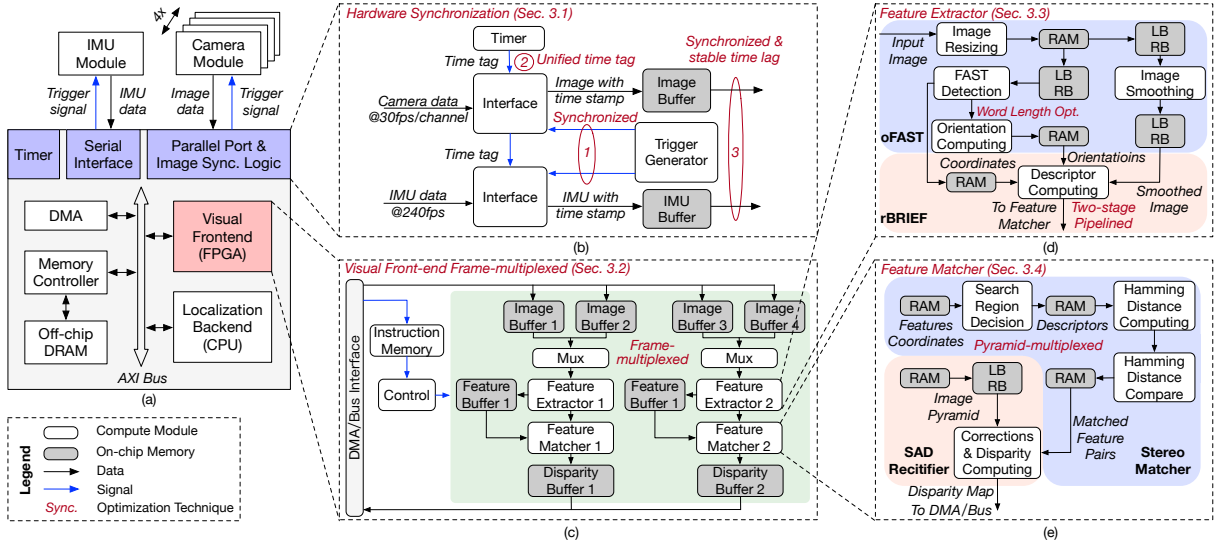 4x
IMU
Module
Camera
Module
Trigger
signal
IMU
data
Image
data
Trigger
signal
Timer
Serial
Interface
Parallel Port &
Image Sync. Logic
DMA
Memory
Controller
Off-chip
DRAM
Visual
Frontend
(FPGA)
Localization
Backend
(CPU)
AXI Bus
(a)
Legend
Compute Module
On-chip Memory
Data
Signal
Sync.
Optimization Technique
Hardware Synchronization (Sec. 3.1)
Timer
Time tag
2
Unified time tag
Synchronized &
stable time lag
Camera data
@30fps/channel
Interface
Image with
time stamp
Image
Buffer
Synchronized
1
Trigger
Generator
3
Time tag
IMU data
@240fps
Interface
IMU with
time stamp
IMU
Buffer
(b)
Visual Front-end Frame-multiplexed (Sec. 3.2)
DMA/Bus Interface
Instruction
Memory
Control
Image
Buffer 1
Image
Buffer 2
Image
Buffer 3
Image
Buffer 4
Mux
Frame-
multiplexed
Mux
Feature
Buffer 1
Feature
Extractor 1
Feature
Buffer 1
Feature
Extractor 2
Feature
Matcher 1
Feature
Matcher 2
Disparity
Buffer 1
Disparity
Buffer 2
(c)
Feature Extractor (Sec. 3.3)
Input
Image
Image
Resizing
RAM
LB
RB
FAST
Detection
LB
RB
Image
Smoothing
Word Length Opt.
oFAST
Orientation
Computing
RAM
LB
RB
Coordinates
Orientatioins
RAM
Descriptor
Computing
rBRIEF
To Feature
Matcher
Two-stage
Pipelined
Smoothed
Image
(d)
Feature Matcher (Sec. 3.4)
RAM
Search
Region
Decision
RAM
Hamming
Distance
Computing
Features
Coordinates
Descriptors
Pyramid-multiplexed
RAM
LB
RB
RAM
Hamming
Distance
Compare
Image
Pyramid
SAD
Recitifier
Corrections
& Disparity
Computing
Matched
Feature
Pairs
Stereo
Matcher
Disparity Map
To DMA/Bus
(e)